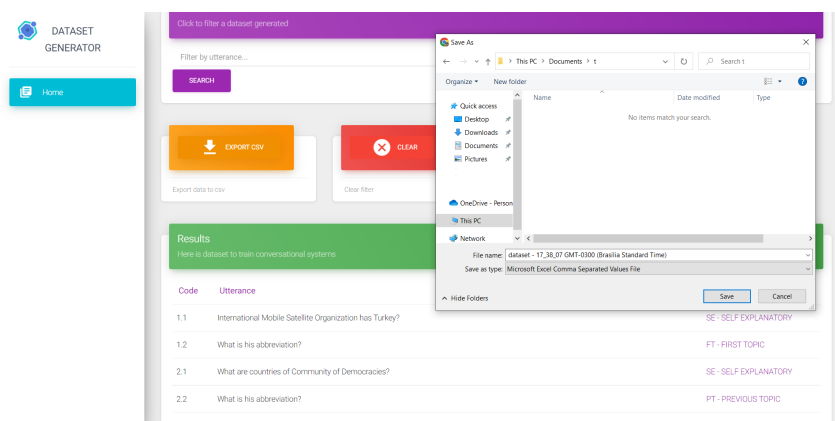 DATASET
GENERATOR
Home
Click to filter a dataset generated
Filter by utterance...
SEARCH
EXPORT CSV
Export data to csv
CLEAR
Clear filter
Save As
This PC > Documents > t
Search t
Organize
New folder
Name
Date modified
Type
Quick access
No items match your search.
Desktop
Downloads
Documents
Pictures
OneDrive - Person
This PC
Network
File name: dataset - 17_38_07 GMT-0300 (Brasilia Standard Time)
Save as type: Microsoft Excel Comma Separated Values File
Hide Folders
Save
Cancel
Results
Here is dataset to train conversational systems
Code
Utterance
1.1 International Mobile Satellite Organization has Turkey? SE - SELF EXPLANATORY
1.2 What is his abbreviation? FT - FIRST TOPIC
2.1 What are countries of Community of Democracies? SE - SELF EXPLANATORY
2.2 What is his abbreviation? PT - PREVIOUS TOPIC